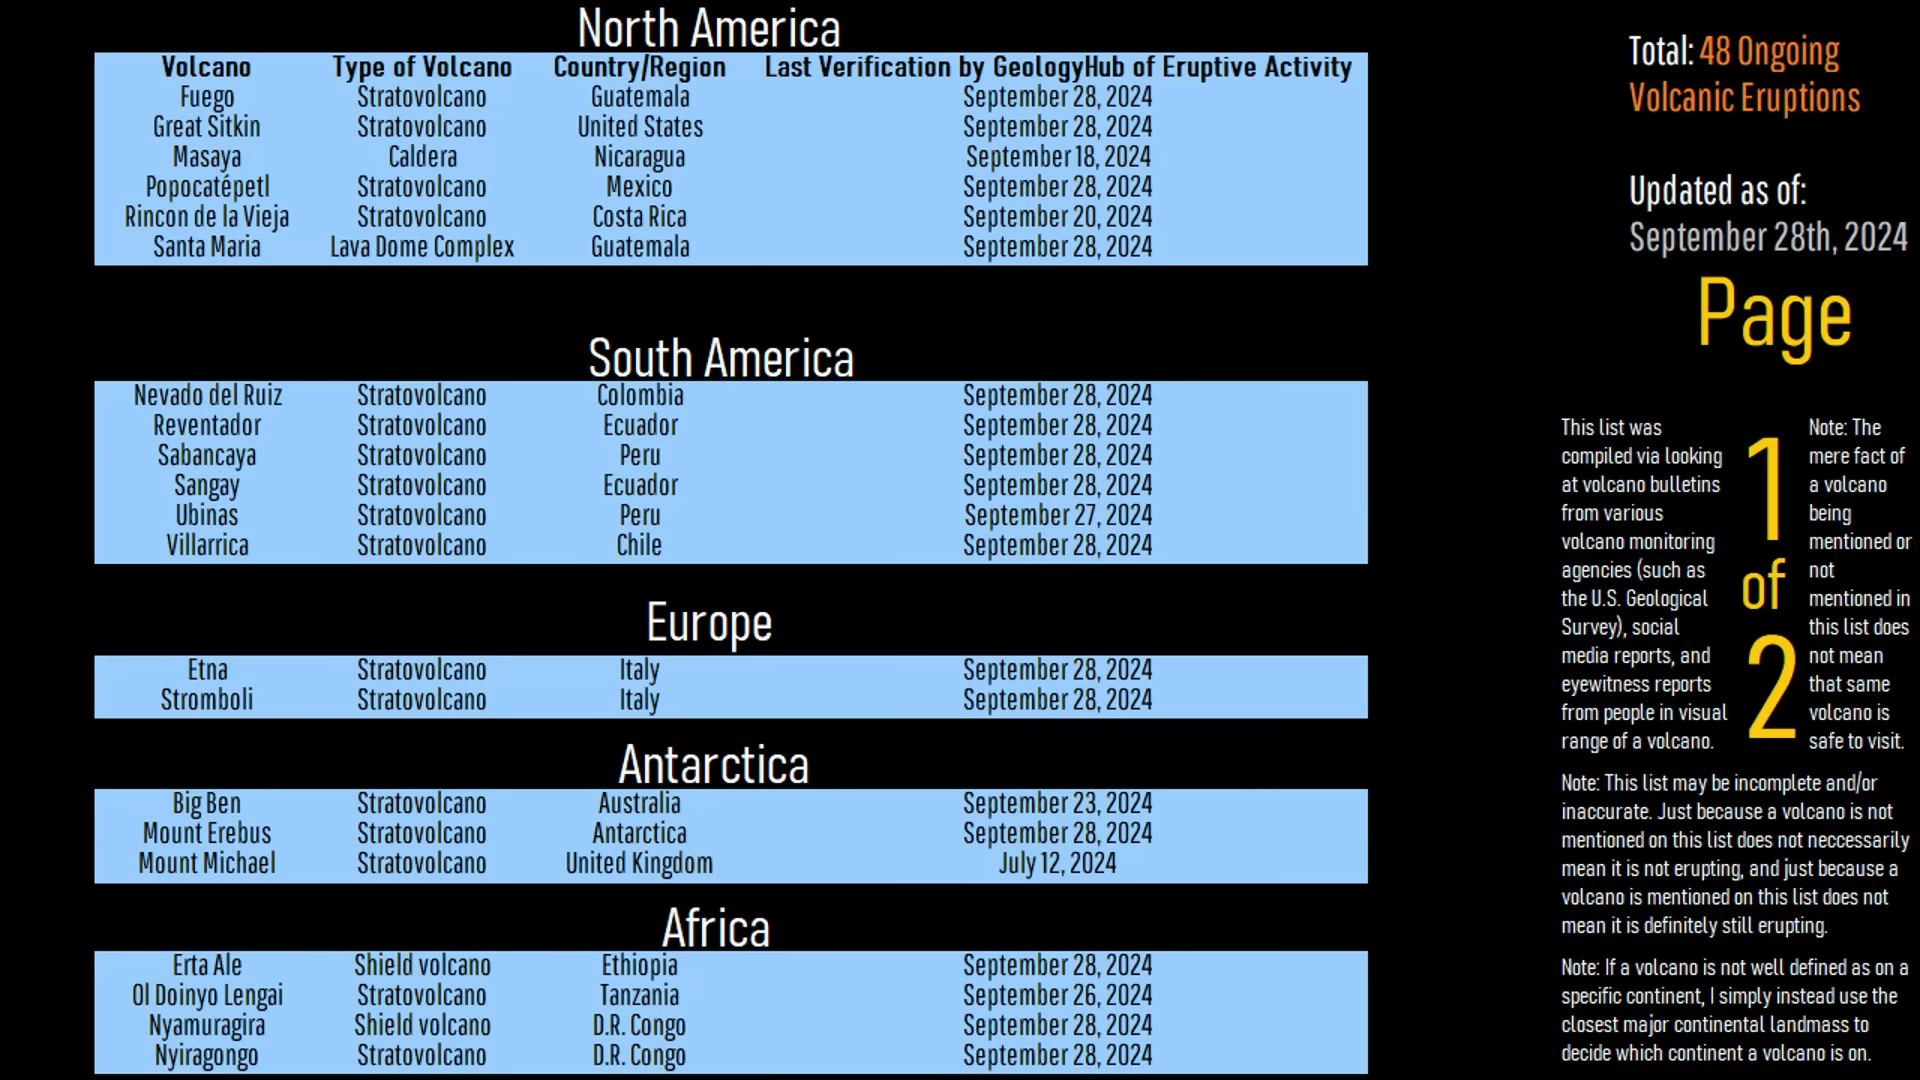 North America
Volcano Type of Volcano Country/Region Last Verification by GeologyHub of Eruptive Activity
Fuego Stratovolcano Guatemala September 28, 2024
Great Sitkin Stratovolcano United States September 28, 2024
Masaya Caldera Nicaragua September 18, 2024
Popocatépetl Stratovolcano Mexico September 28, 2024
Rincon de la Vieja Stratovolcano Costa Rica September 20, 2024
Santa Maria Lava Dome Complex Guatemala September 28, 2024
South America
Nevado del Ruiz Stratovolcano Colombia September 28, 2024
Reventador Stratovolcano Ecuador September 28, 2024
Sabancaya Stratovolcano Peru September 28, 2024
Sangay Stratovolcano Ecuador September 28, 2024
Ubinas Stratovolcano Peru September 27, 2024
Villarrica Stratovolcano Chile September 28, 2024
Europe
Etna Stratovolcano Italy September 28, 2024
Stromboli Stratovolcano Italy September 28, 2024
Antarctica
Big Ben Stratovolcano Australia September 23, 2024
Mount Erebus Stratovolcano Antarctica September 28, 2024
Mount Michael Stratovolcano United Kingdom July 12, 2024
Africa
Erta Ale Shield volcano Ethiopia September 28, 2024
Ol Doinyo Lengai Stratovolcano Tanzania September 26, 2024
Nyamuragira Shield volcano D.R. Congo September 28, 2024
Nyiragongo Stratovolcano D.R. Congo September 28, 2024
Total: 48 Ongoing
Volcanic Eruptions
Updated as of:
September 28th, 2024
Page
1
of
2
This list was
compiled via looking
at volcano bulletins
from various
volcano monitoring
agencies (such as
the U.S. Geological
Survey), social
media reports, and
eyewitness reports
from people in visual
range of a volcano.
Note: The
mere fact of
a volcano
being
mentioned or
not
mentioned in
this list does
not mean
that same
volcano is
safe to visit.
Note: This list may be incomplete and/or
inaccurate. Just because a volcano is not
mentioned on this list does not neccessarily
mean it is not erupting, and just because a
volcano is mentioned on this list does not
mean it is definitely still erupting.
Note: If a volcano is not well defined as on a
specific continent, I simply instead use the
closest major continental landmass to
decide which continent a volcano is on.